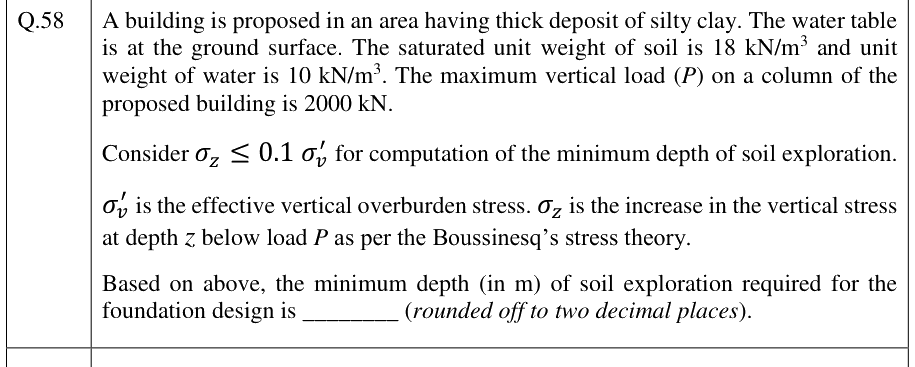 Q.58 A building is proposed in an area having thick deposit of silty clay. The water table
is at the ground surface. The saturated unit weight of soil is 18 kN/m³ and unit
weight of water is 10 kN/m³. The maximum vertical load (P) on a column of the
proposed building is 2000 kN.
Consider σ_z ≤ 0.1 σ′_v for computation of the minimum depth of soil exploration.
σ′_v is the effective vertical overburden stress. σ_z is the increase in the vertical stress
at depth z below load P as per the Boussinesq’s stress theory.
Based on above, the minimum depth (in m) of soil exploration required for the
foundation design is ________ (rounded off to two decimal places).